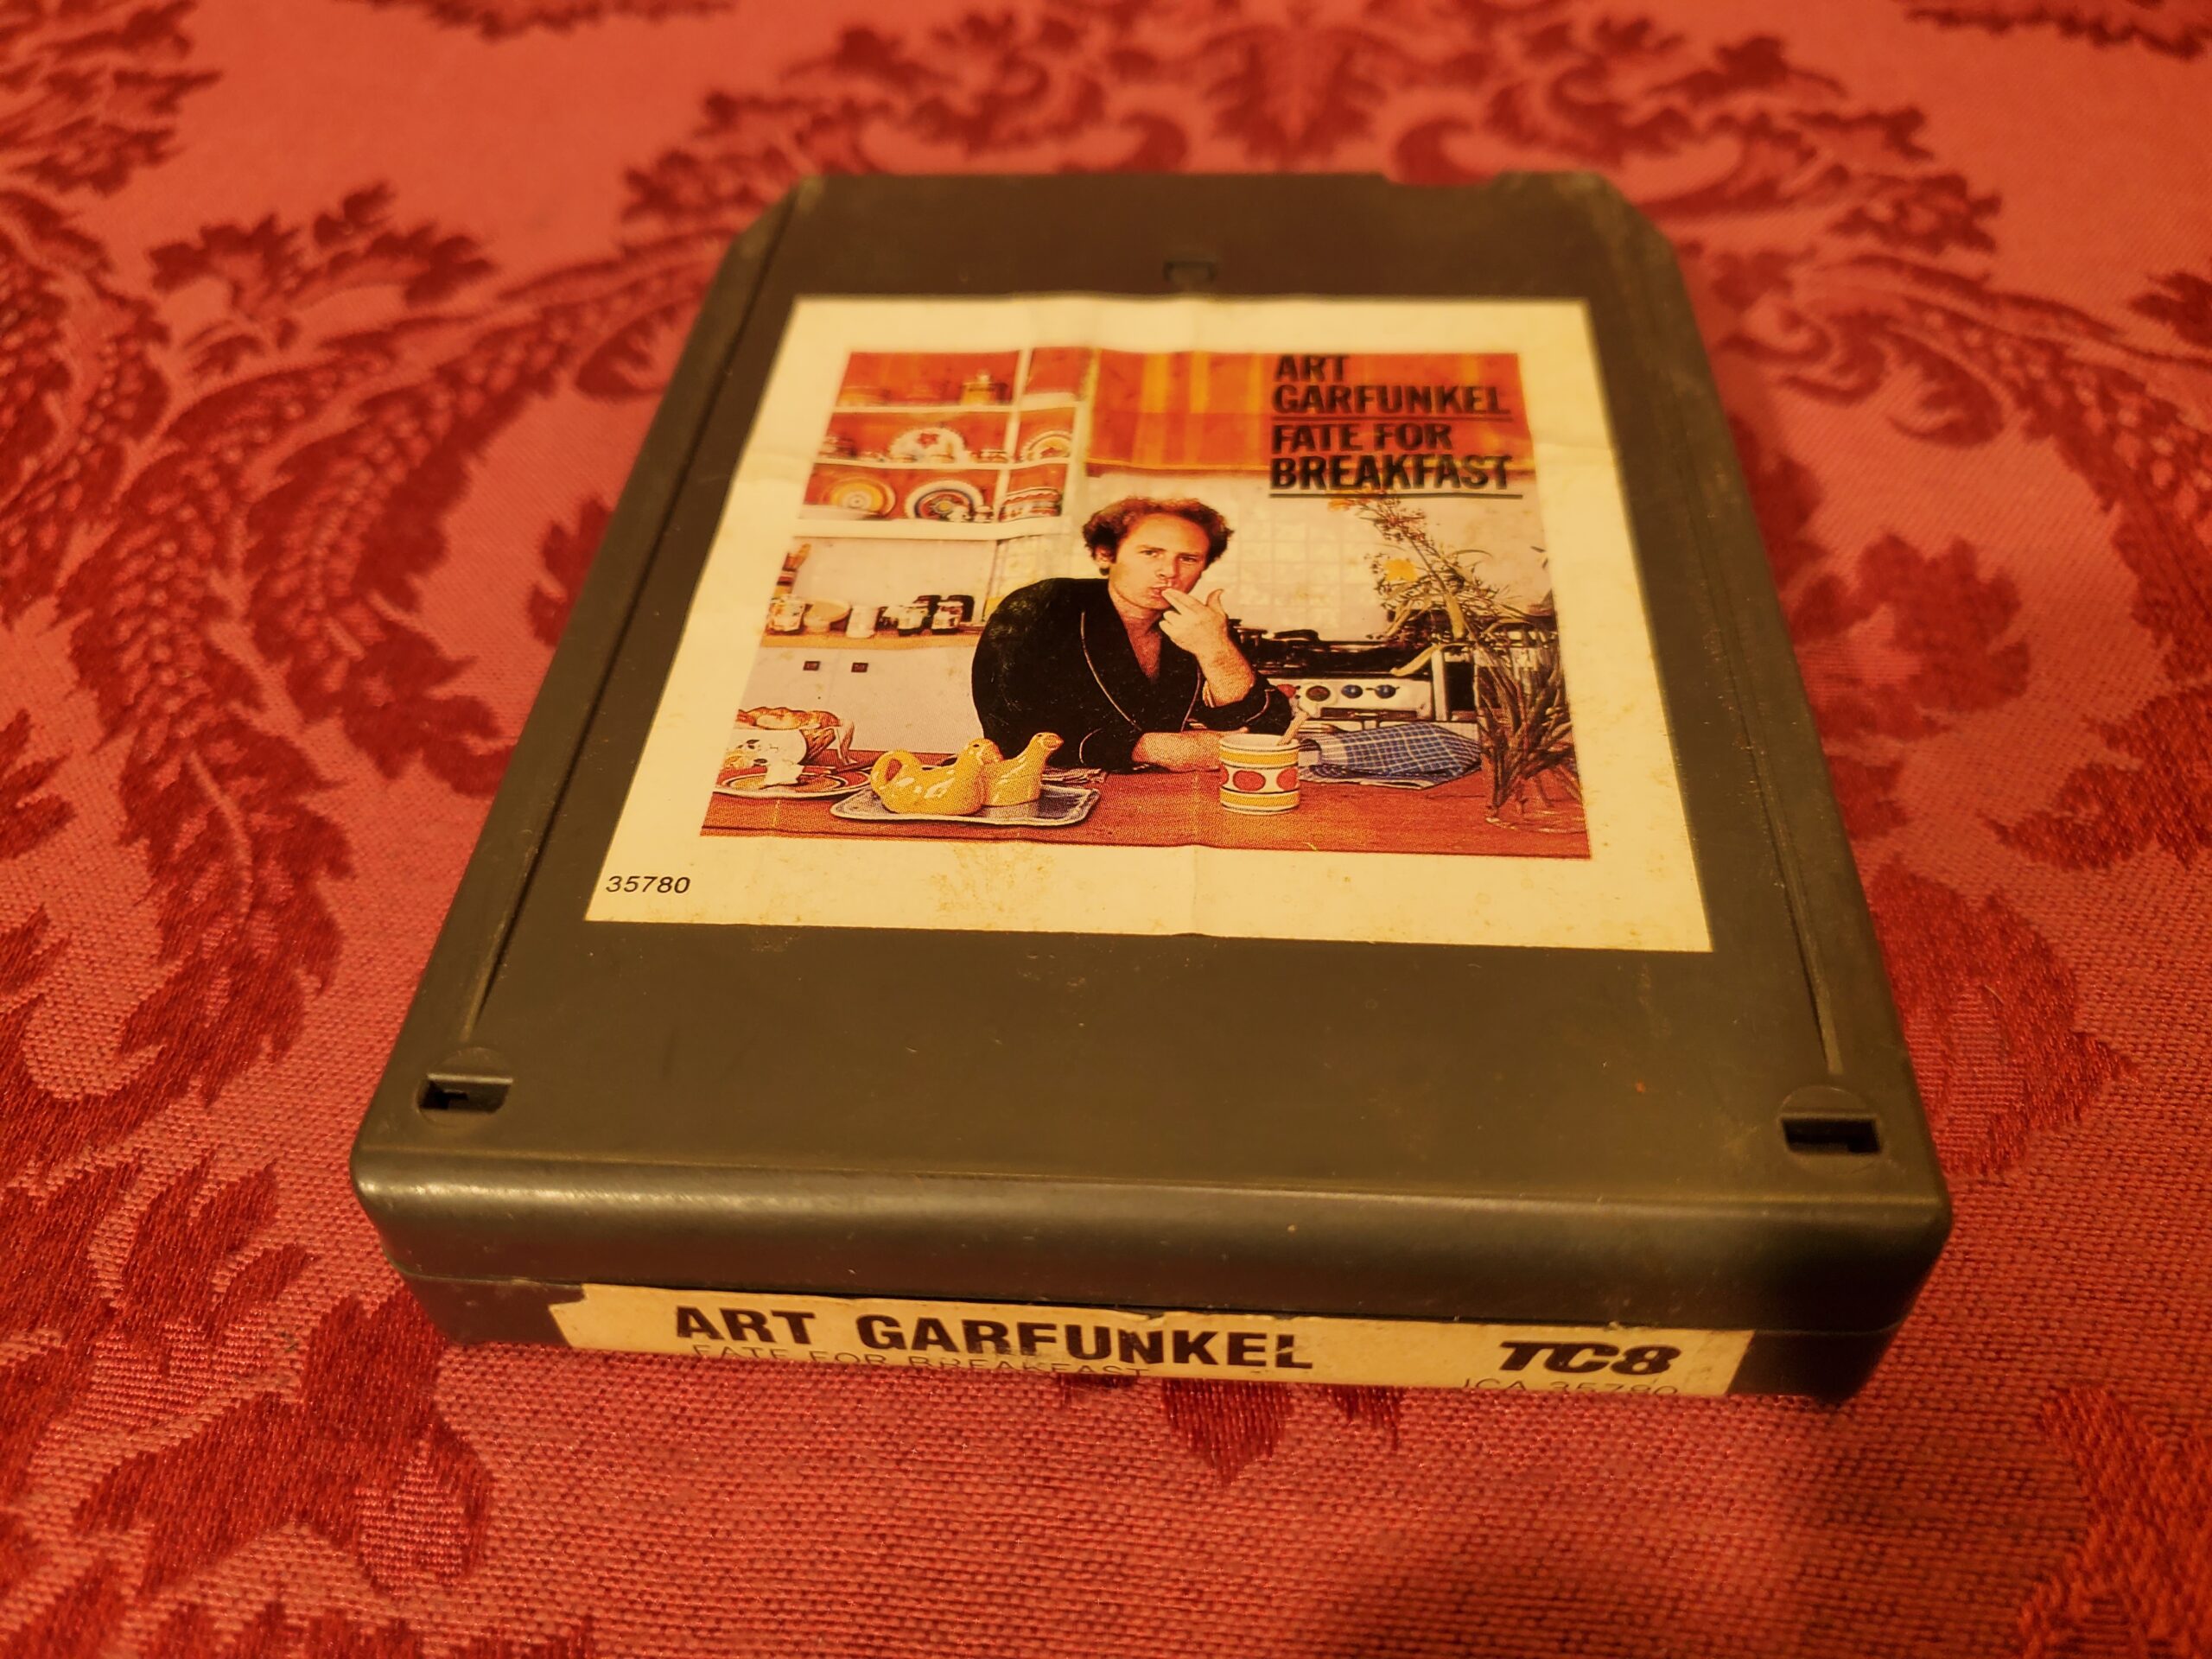 ART
GARFUNKEL
FATE FOR
BREAKFAST
35780
ART GARFUNKEL
FATE FOR BREAKFAST
TC8
JCA 35780